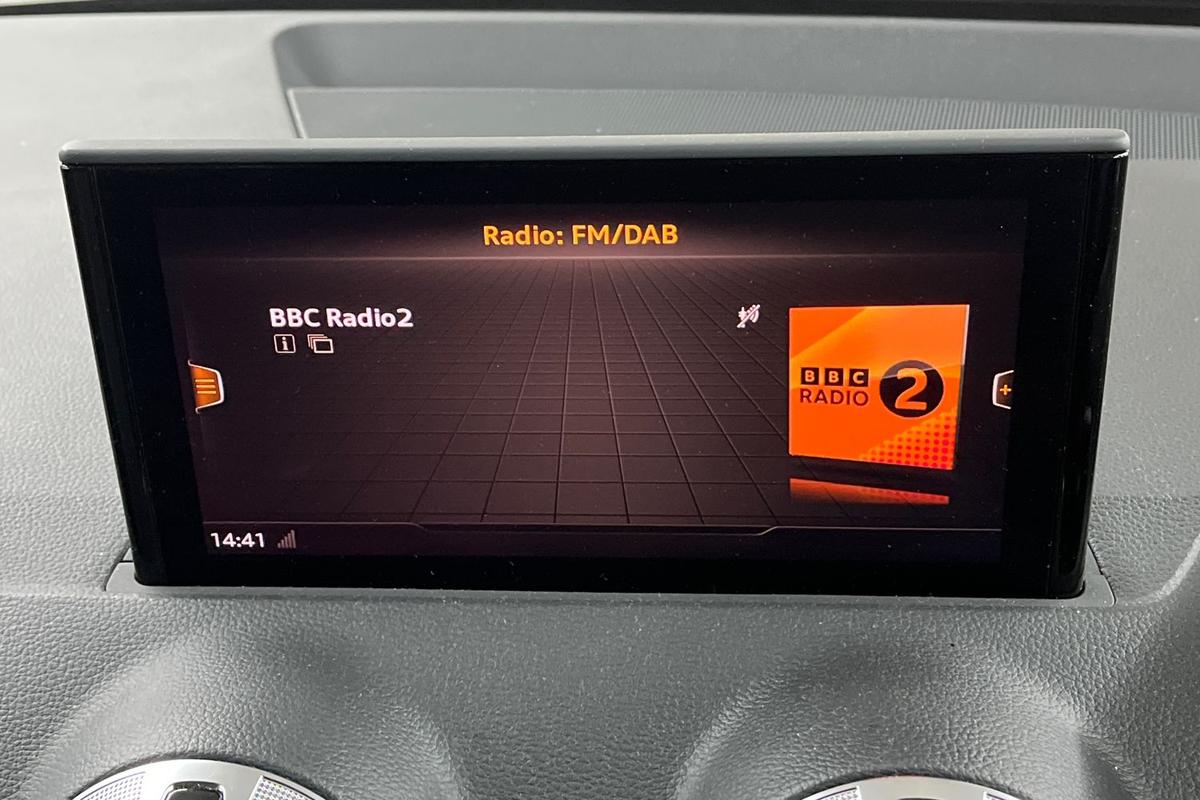 Radio: FM/DAB
BBC Radio2
BBC
RADIO 2
14:41